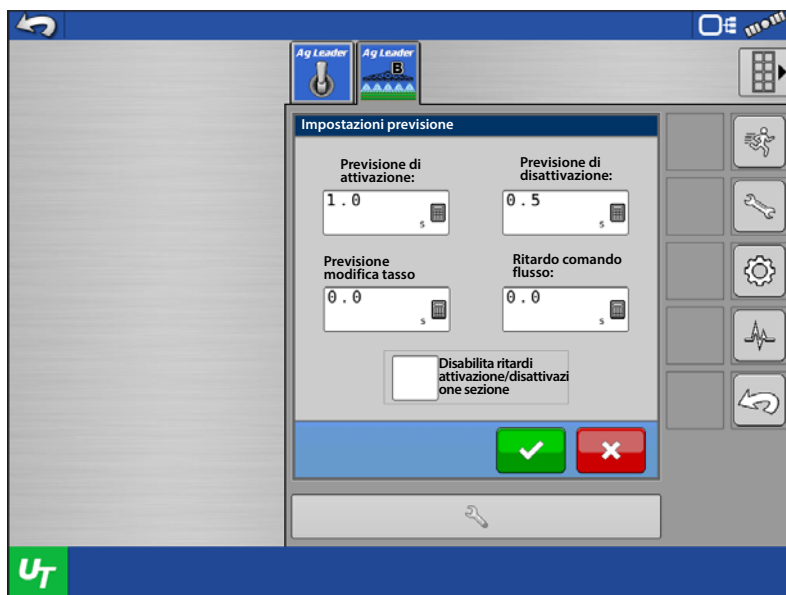 Ag Leader
Ag Leader
B
Impostazioni previsione
Previsione di
attivazione:
Previsione di
disattivazione:
1.0
s
0.5
s
Previsione
modifica tasso
Ritardo comando
flusso:
0.0
s
0.0
s
Disabilita ritardi
attivazione/disattivazi
one sezione
UT